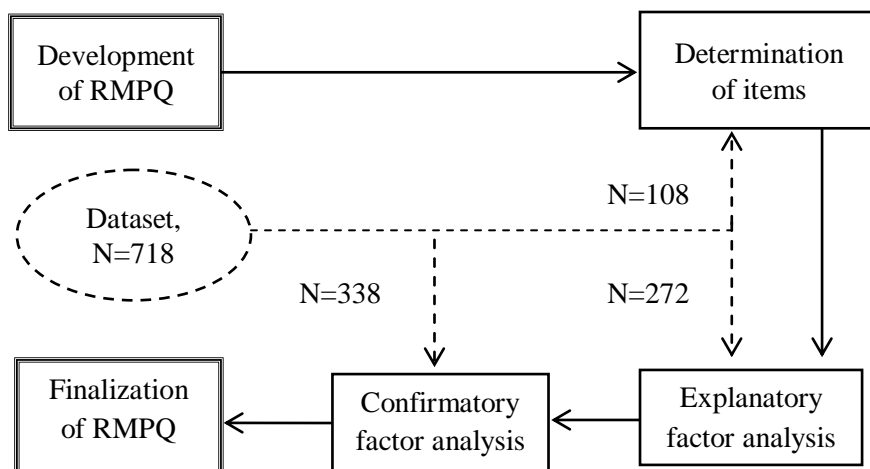 Development
of RMPQ
Determination
of items
N=108
Dataset,
N=718
N=338
N=272
Finalization
of RMPQ
Confirmatory
factor analysis
Explanatory
factor analysis